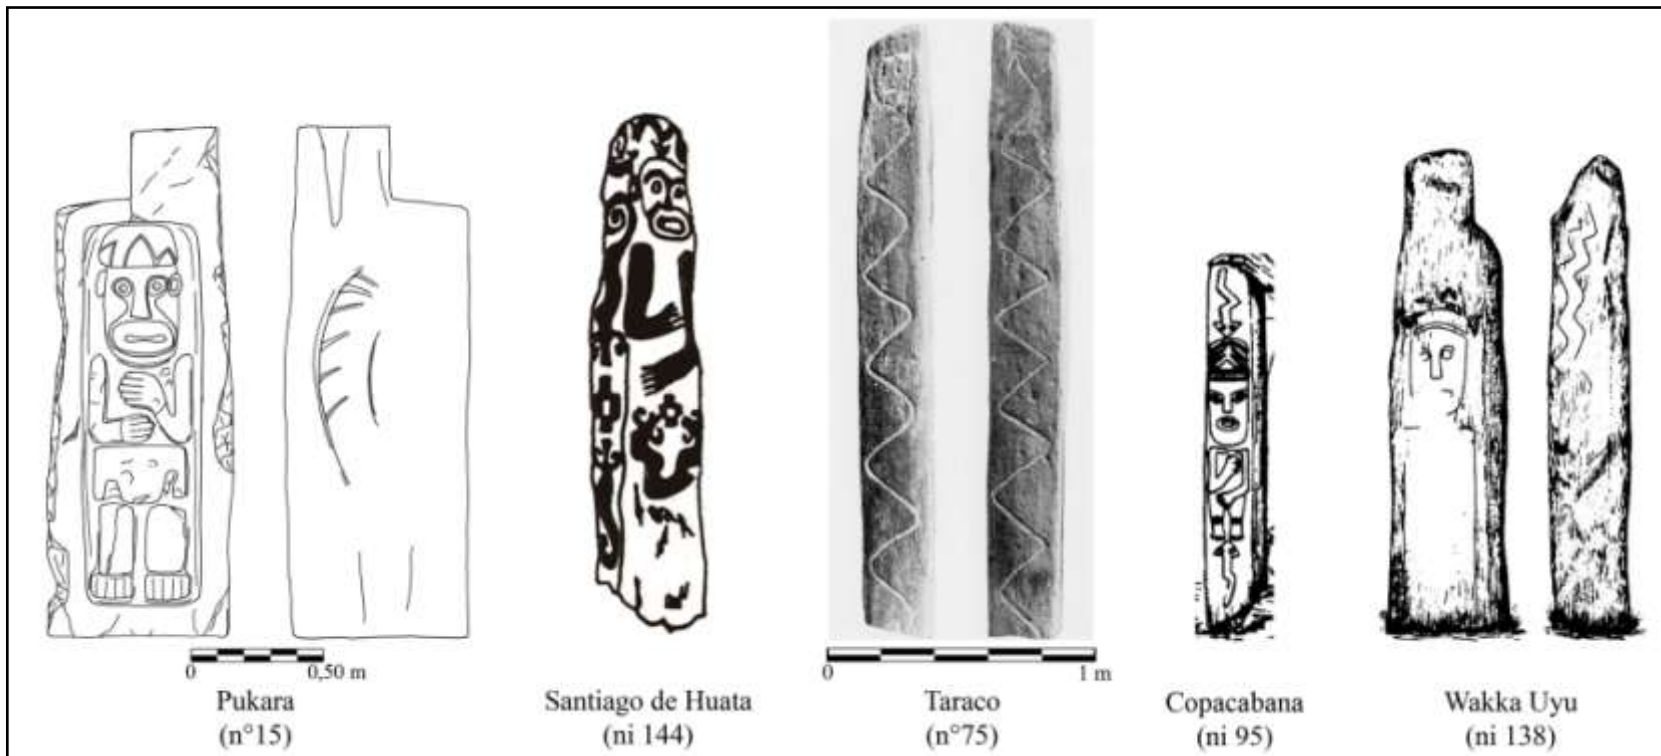 0 0,50 m
Pukara
(n°15)
Santiago de Huata
(ni 144)
0 1 m
Taraco
(n°75)
Copacabana
(ni 95)
Wakka Uyu
(ni 138)